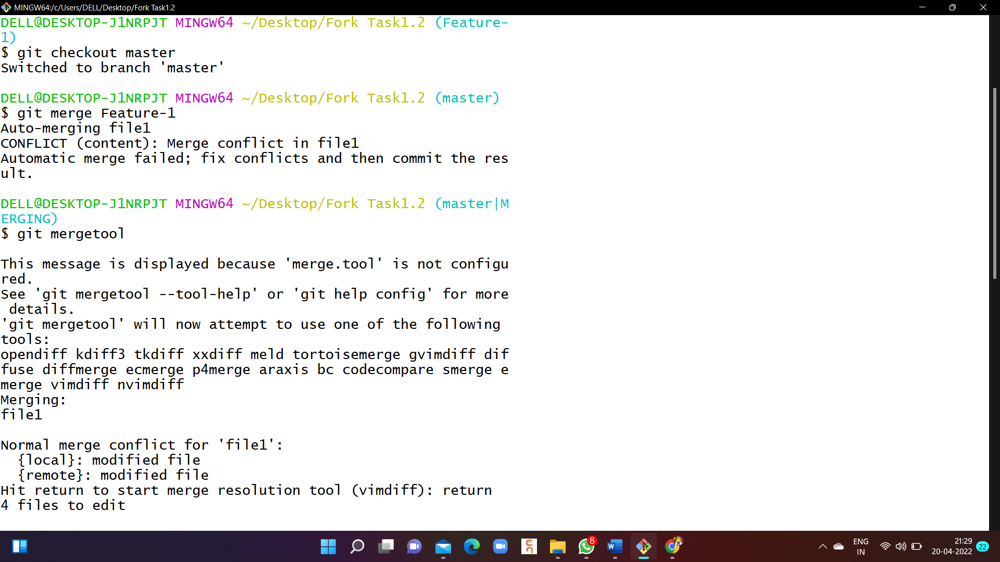 MINGW64:/c/Users/DELL/Desktop/Fork Task1.2
DELL@DESKTOP-J1NRPJT MINGW64 ~/Desktop/Fork Task1.2 (Feature-
1)
$ git checkout master
Switched to branch 'master'
DELL@DESKTOP-J1NRPJT MINGW64 ~/Desktop/Fork Task1.2 (master)
$ git merge Feature-1
Auto-merging file1
CONFLICT (content): Merge conflict in file1
Automatic merge failed; fix conflicts and then commit the res
ult.
DELL@DESKTOP-J1NRPJT MINGW64 ~/Desktop/Fork Task1.2 (master|M
ERGING)
$ git mergetool
This message is displayed because 'merge.tool' is not configu
red.
See 'git mergetool --tool-help' or 'git help config' for more
 details.
'git mergetool' will now attempt to use one of the following
tools:
opendiff kdiff3 tkdiff xxdiff meld tortoisemerge gvimdiff dif
fuse diffmerge ecmerge p4merge araxis bc codecompare smerge e
merge vimdiff nvimdiff
Merging:
file1
Normal merge conflict for 'file1':
  {local}: modified file
  {remote}: modified file
Hit return to start merge resolution tool (vimdiff): return
4 files to edit
8
W
ENG
IN
21:29
20-04-2022
22